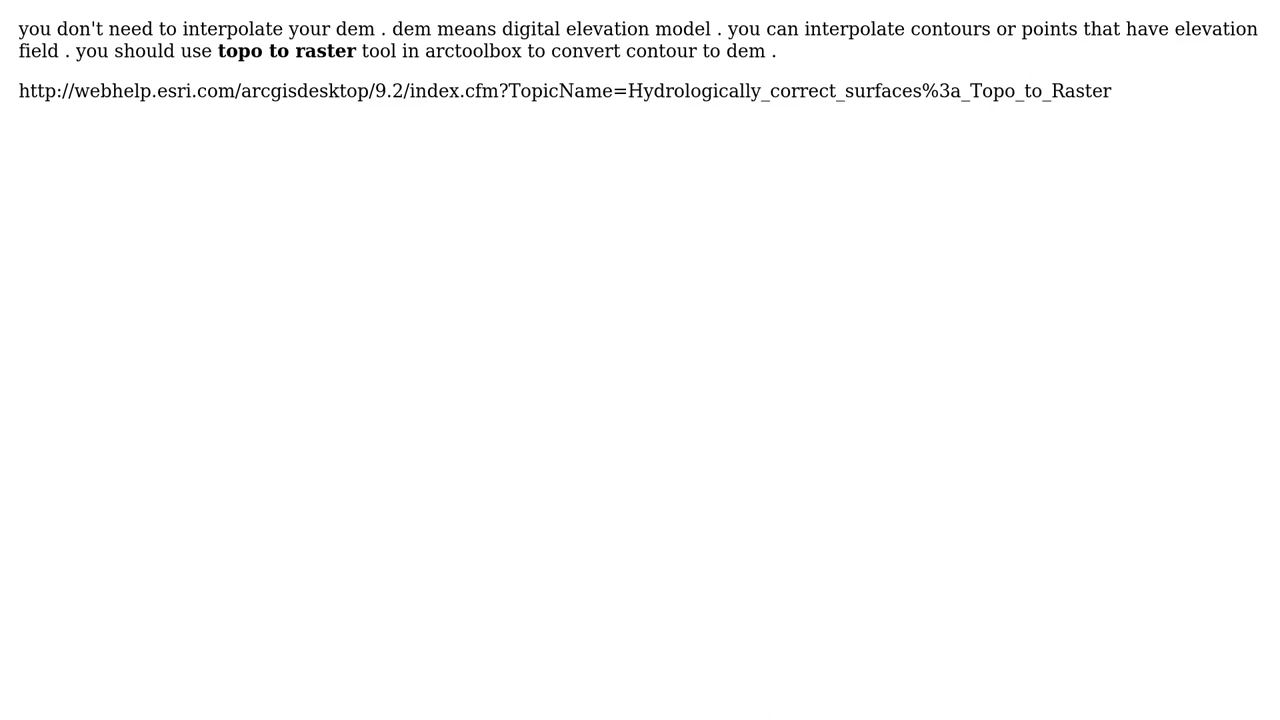 you don't need to interpolate your dem . dem means digital elevation model . you can interpolate contours or points that have elevation
field . you should use topo to raster tool in arctoolbox to convert contour to dem .
http://webhelp.esri.com/arcgisdesktop/9.2/index.cfm?TopicName=Hydrologically_correct_surfaces%3a_Topo_to_Raster